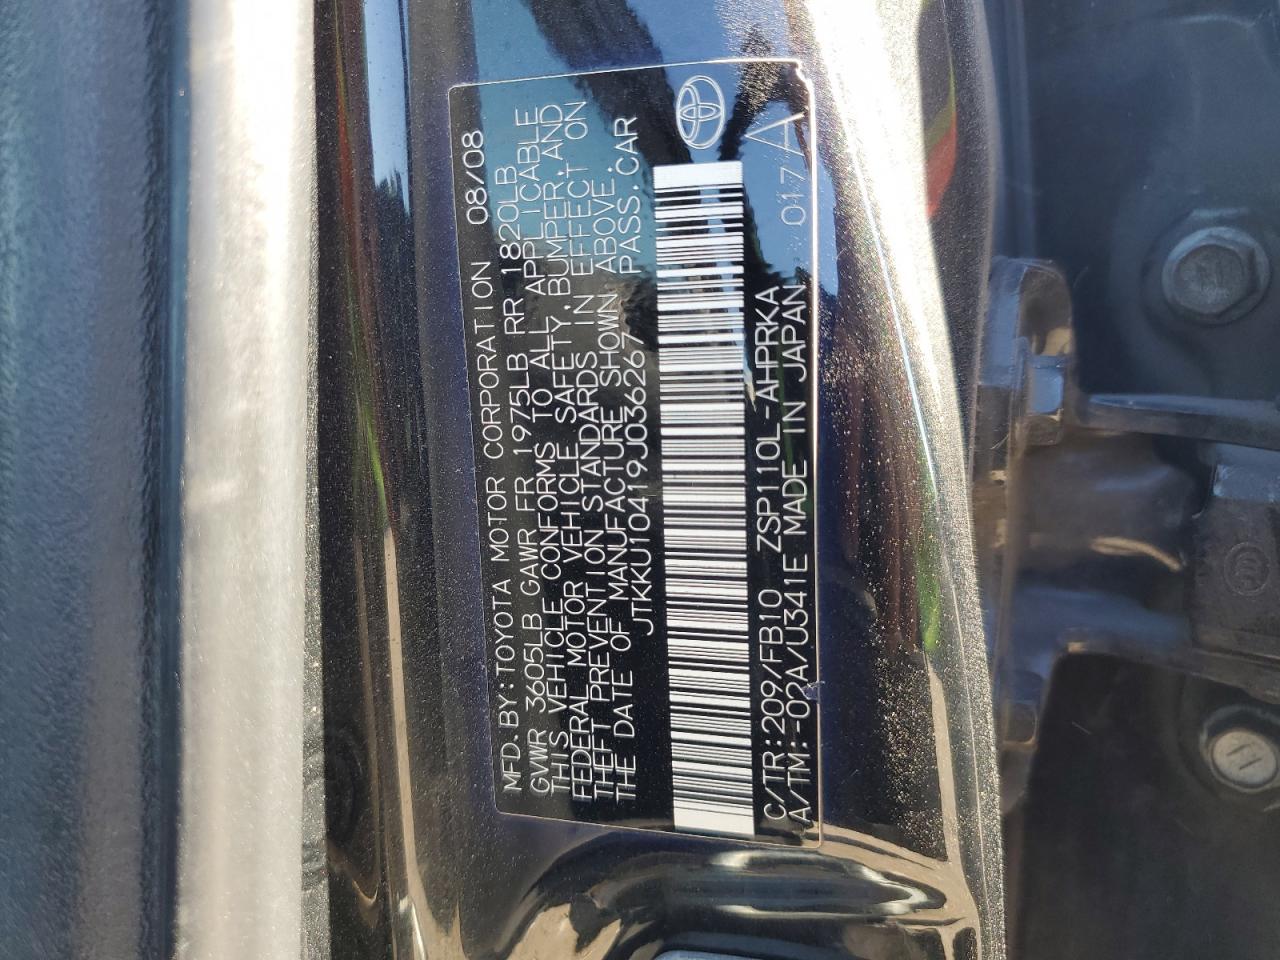 MFD.BY:TOYOTA MOTOR CORPORATION 08/08
GVWR 3605LB GAWR FR 1975LB RR 1820LB
THIS VEHICLE CONFORMS TO ALL APPLICABLE
FEDERAL MOTOR VEHICLE SAFETY,BUMPER,AND
THEFT PREVENTION STANDARDS IN EFFECT ON
THE DATE OF MANUFACTURE SHOWN ABOVE.
JTKKU10419J036267 PASS.CAR
C/TR:209/FB10 ZSP110L-AHPRKA
A/TM:-02A/U341E MADE IN JAPAN 017A